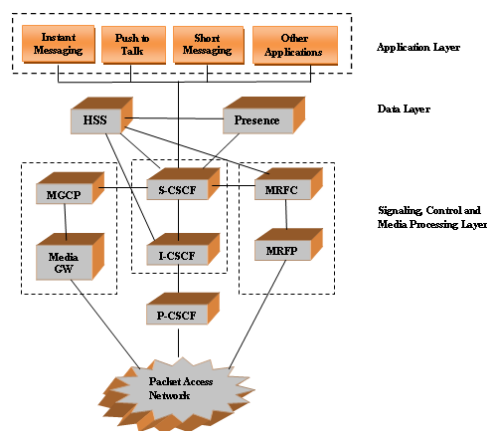 Instant
Messaging
Push to
Talk
Short
Messaging
Other
Applications
Application Layer
HSS
Presence
Data Layer
MGCP
S-CSCF
MRFC
Signaling, Control and
Media Processing Layer
Media
GW
I-CSCF
MRFP
P-CSCF
Packet Access
Network